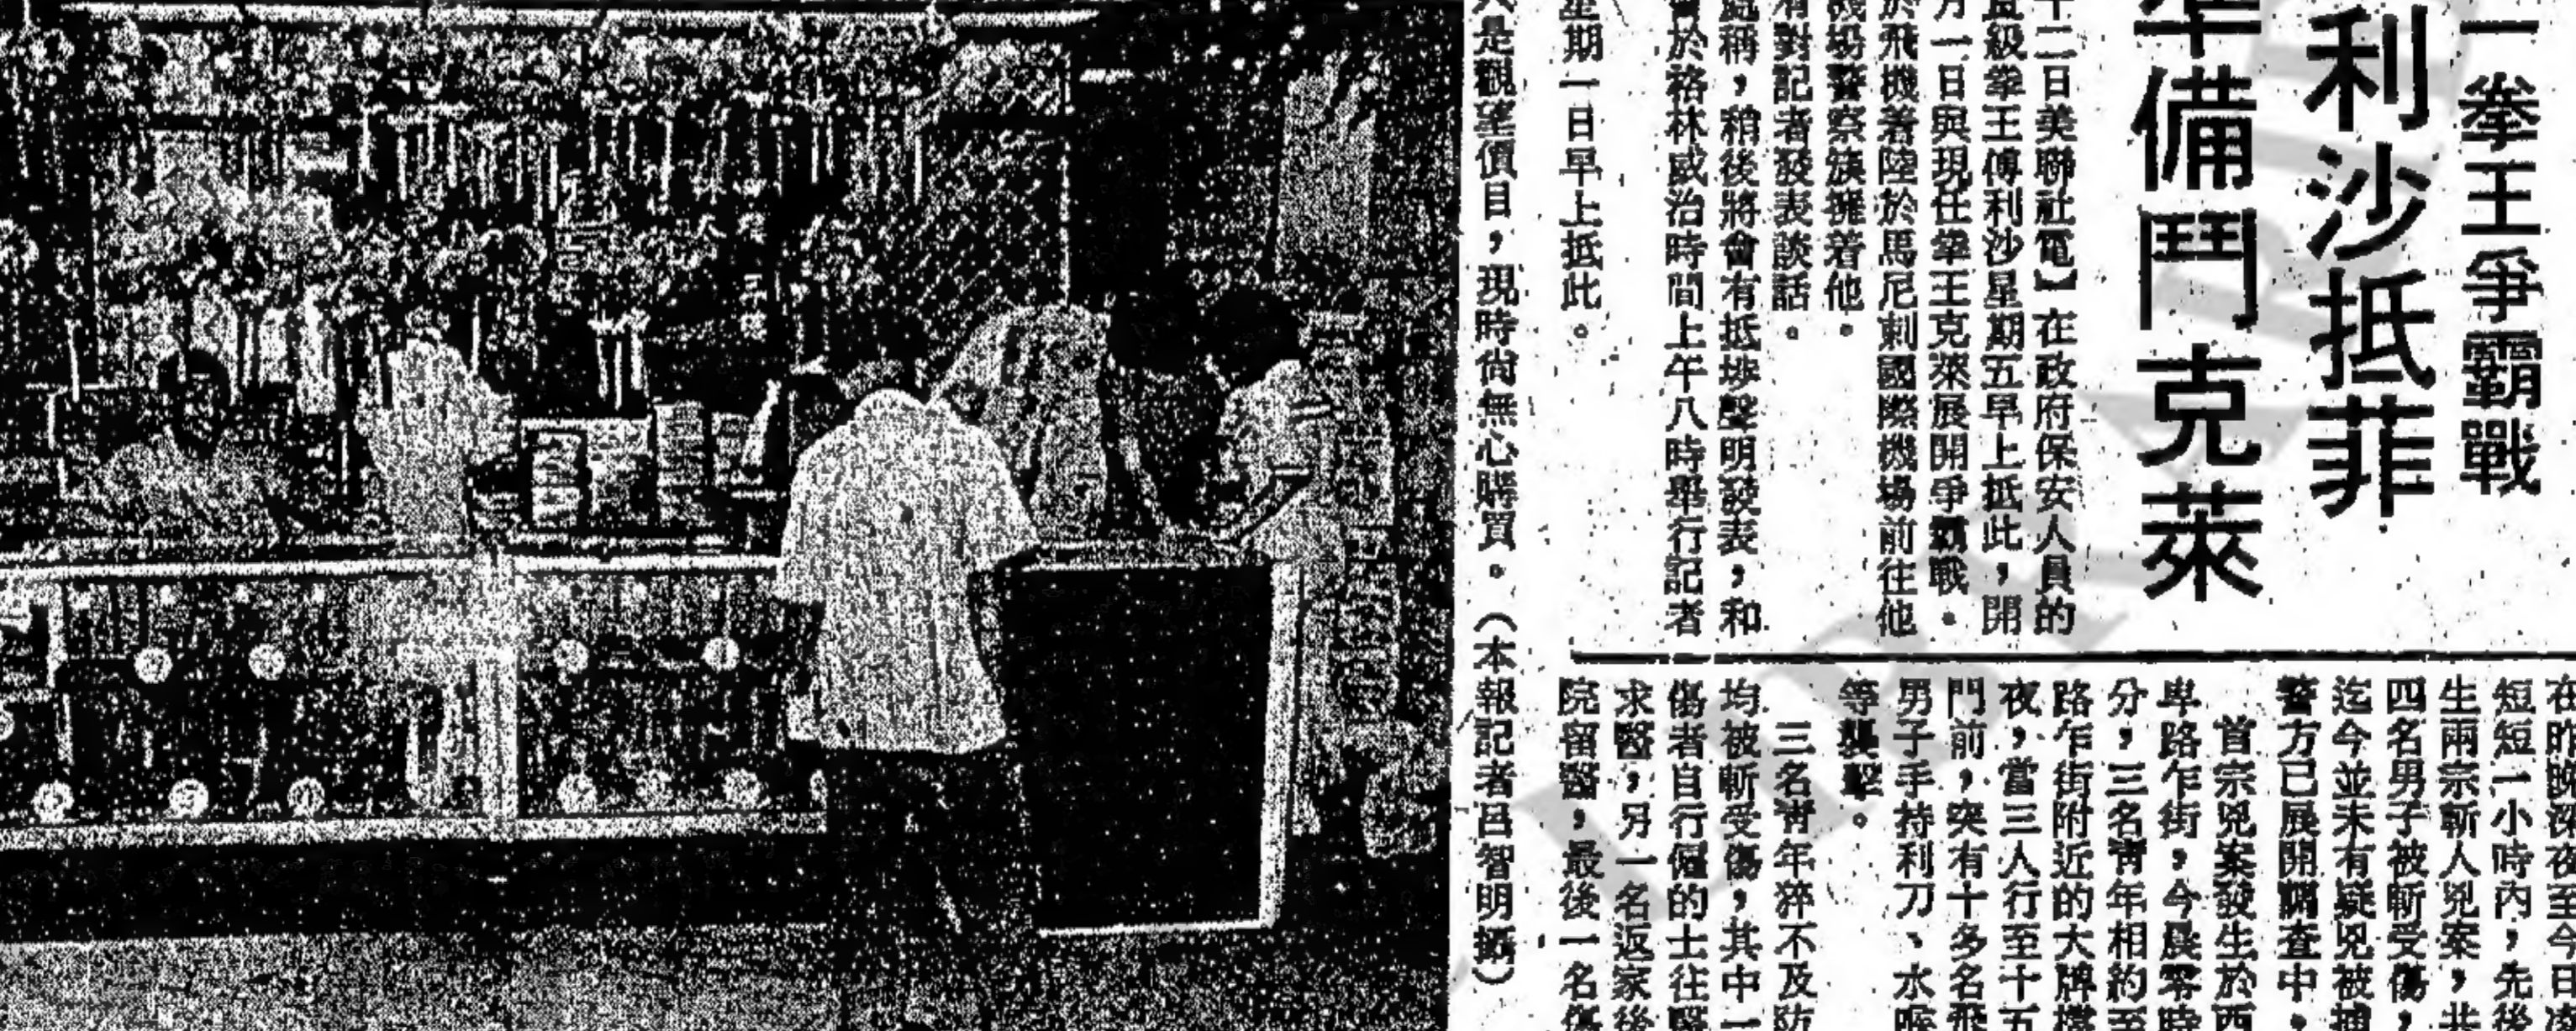 一拳王爭霸戰
利沙抵菲
準備鬥克萊
十二日美聯社電】在政府保安人員的
級拳王傅利沙星期五早上抵此，開
月一日與現任拳王克萊展開爭霸戰。
於飛機着陸於馬尼剌國際機場前往他
機場警察簇擁着他。
有對記者發表談話。
稱，稍後將會有抵埗聲明發表，和
會於格林威治時間上午八時舉行記者
星期一日早上抵此。
只是觀望價目，現時尙無心購買。（本報記者呂智明攝）
在昨晚深夜至今日凌
短短一小時內，先後
生兩宗斬人兇案，共
四名男子被斬受傷，
迄今並未有疑兇被捕
警方已展開調查中。
首宗兇案發生於西
卑路乍街，今晨零時
分，三名靑年相約至
路乍街附近的大牌檔
夜，當三人行至十五
門前，突有十多名飛
男子手持利刀、水喉
等襲擊。
三名靑年猝不及防
均被斬受傷，其中一
傷者自行僱的士往醫
求醫，另一名返家後
院留醫，最後一名傷